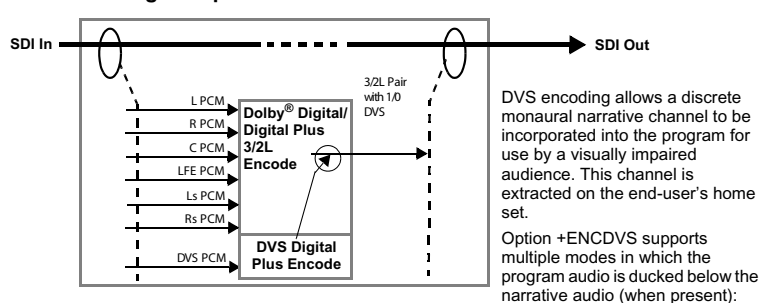 SDI In
SDI Out
3/2L Pair
with 1/0
DVS
L PCM
R PCM
C PCM
LFE PCM
Ls PCM
Rs PCM
DVS PCM
Dolby® Digital/
Digital Plus
3/2L
Encode
DVS Digital
Plus Encode
DVS encoding allows a discrete
monaural narrative channel to be
incorporated into the program for
use by a visually impaired
audience. This channel is
extracted on the end-user's home
set.
Option +ENCDVS supports
multiple modes in which the
program audio is ducked below the
narrative audio (when present):